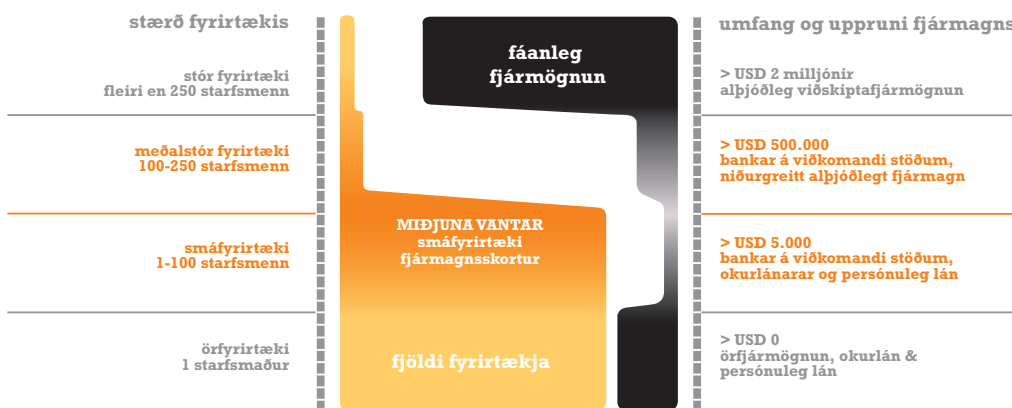 stærð fyrirtækis
stór fyrirtæki
fleiri en 250 starfsmenn
meðalstór fyrirtæki
100-250 starfsmenn
smáfyrirtæki
1-100 starfsmenn
örfyrirtæki
1 starfsmaður
fáanleg
fjármögnun
MIÐJUNA VANTAR
smáfyrirtæki
fjármagnsskortur
fjöldi fyrirtækja
umfang og uppruni fjármagns
> USD 2 milljónir
alþjóðleg viðskiptafjármögnun
> USD 500.000
bankar á viðkomandi stöðum,
niðurgreitt alþjóðlegt fjármagn
> USD 5.000
bankar á viðkomandi stöðum,
okurlánarar og persónuleg lán
> USD 0
örfjármögnun, okurlán &
persónuleg lán